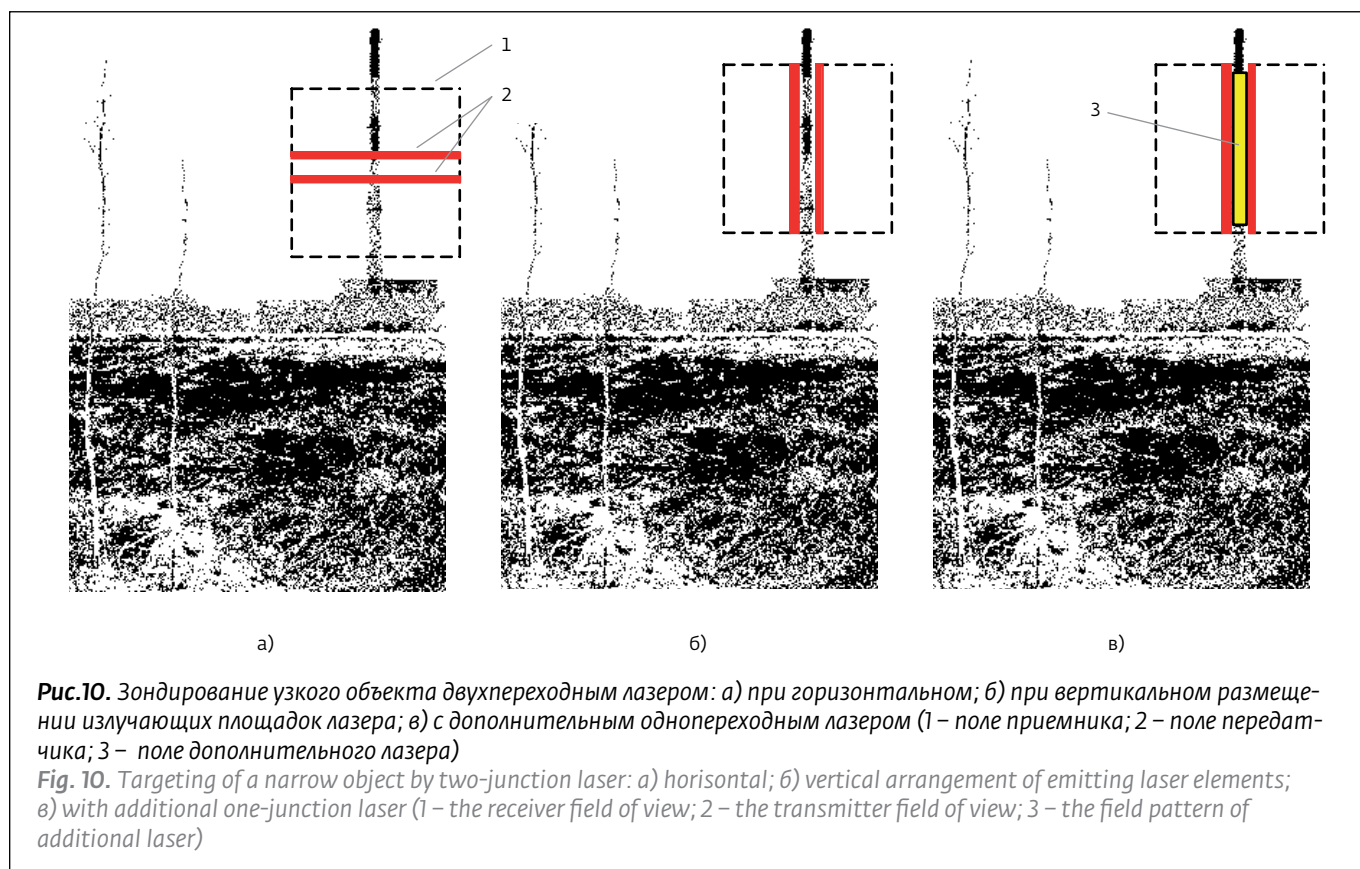 1
2
3
а)
б)
в)
Рис.10. Зондирование узкого объекта двухпереходным лазером: а) при горизонтальном; б) при вертикальном размеще-
нии излучающих площадок лазера; в) с дополнительным однопереходным лазером (1 – поле приемника; 2 – поле передат-
чика; 3 – поле дополнительного лазера)
Fig. 10. Targeting of a narrow object by two-junction laser: а) horisontal; б) vertical arrangement of emitting laser elements;
в) with additional one-junction laser (1 – the receiver field of view; 2 – the transmitter field of view; 3 – the field pattern of
additional laser)